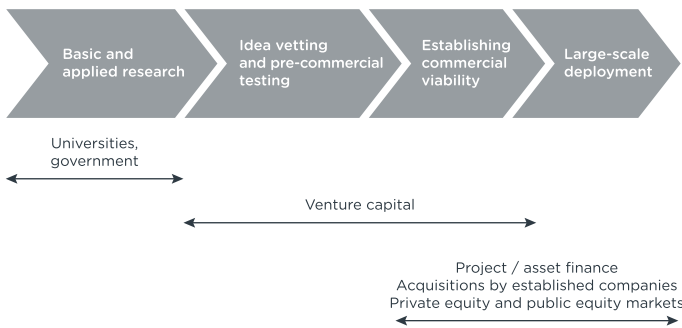 Basic and
applied research
Idea vetting
and pre-commercial
testing
Establishing
commercial
viability
Large-scale
deployment
Universities,
government
Venture capital
Project / asset finance
Acquisitions by established companies
Private equity and public equity markets